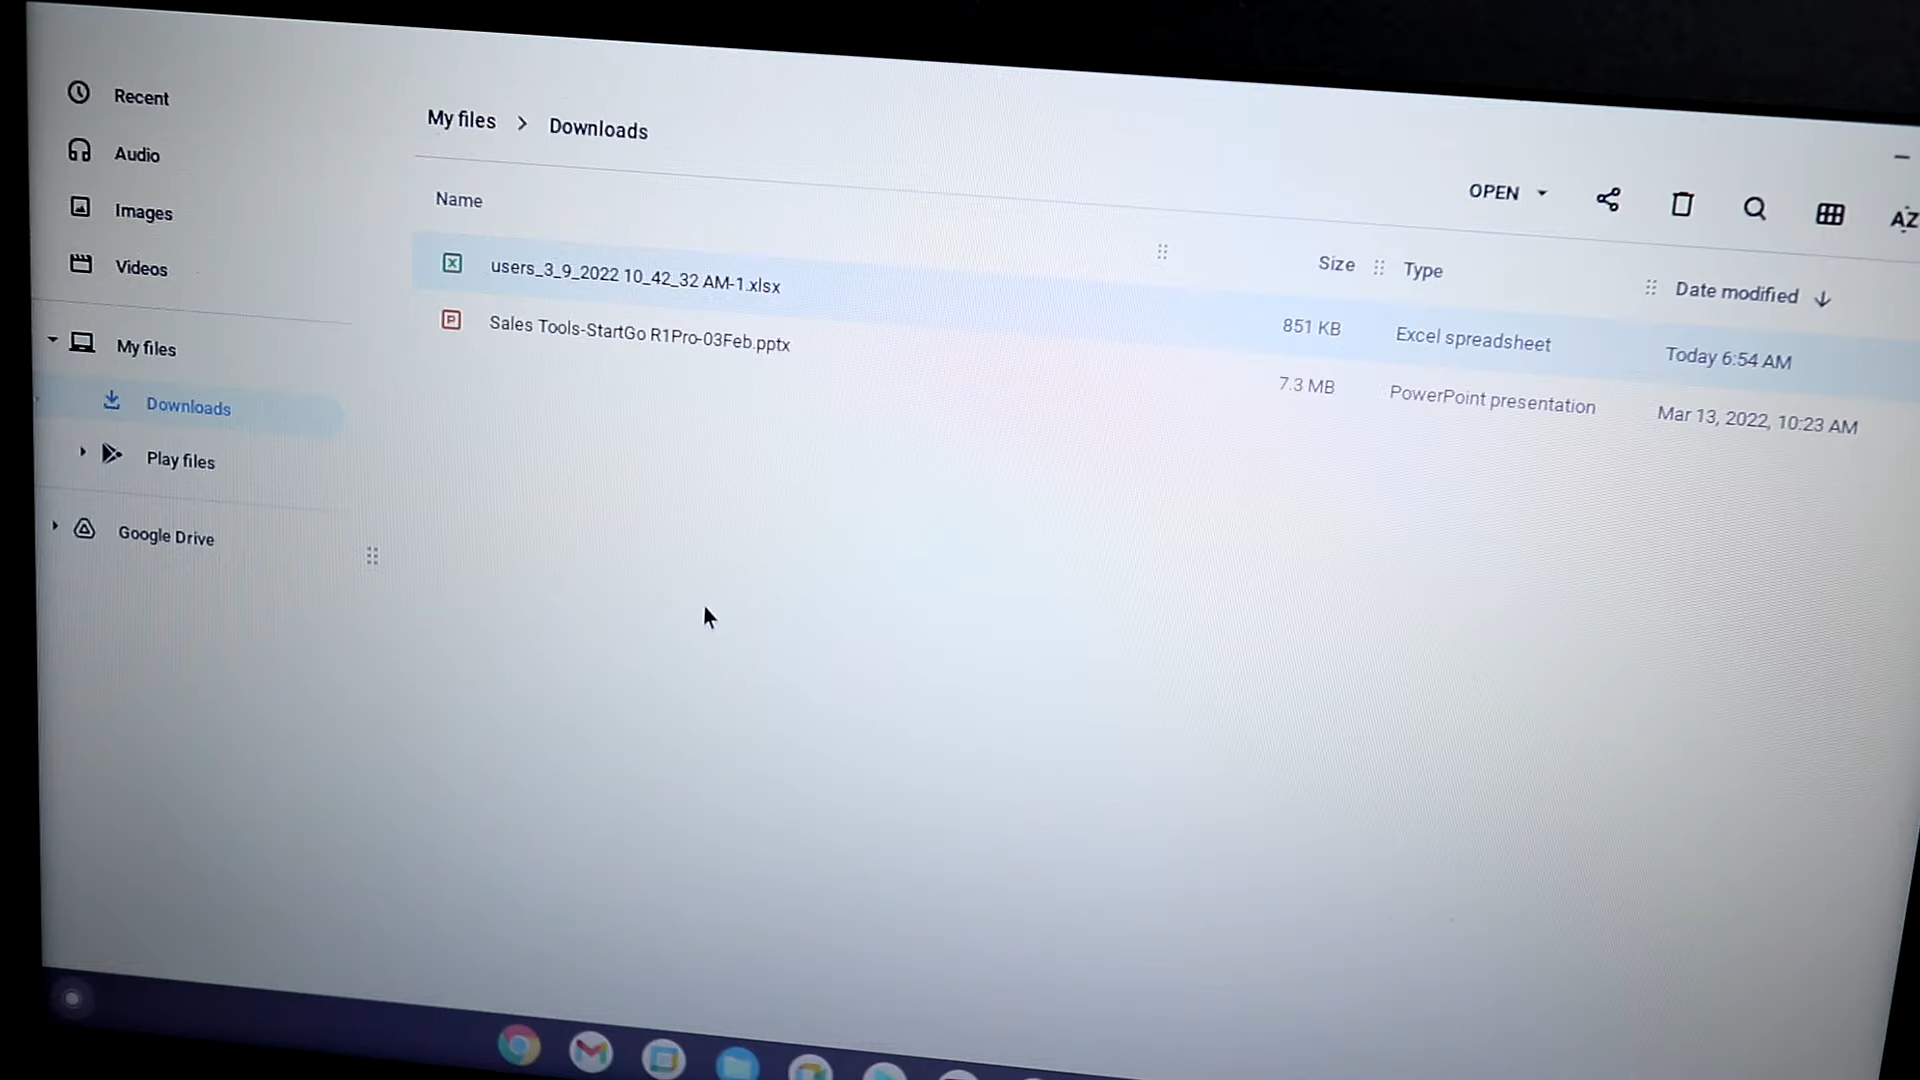 Recent
Audio
Images
Videos
My files
Downloads
Play files
Google Drive
My files > Downloads
OPEN
AZ
Name
Size
Type
Date modified
users_3_9_2022 10_42_32 AM-1.xlsx
851 KB
Excel spreadsheet
Today 6:54 AM
Sales Tools-StartGo R1Pro-03Feb.pptx
7.3 MB
PowerPoint presentation
Mar 13, 2022, 10:23 AM